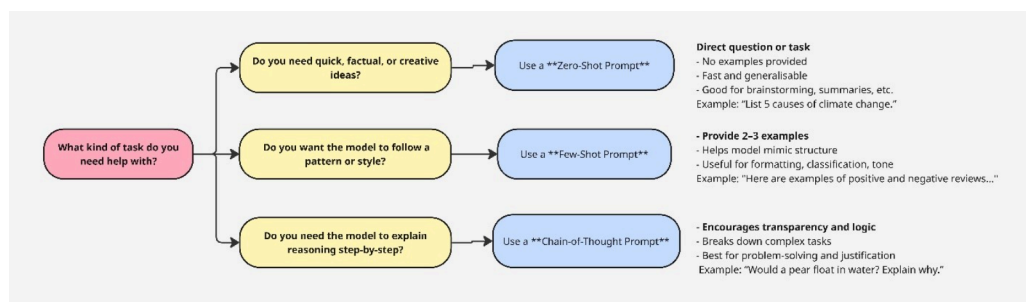 What kind of task do you
need help with?
Do you need quick, factual, or creative
ideas?
Use a **Zero-Shot Prompt**
Direct question or task
- No examples provided
- Fast and generalisable
- Good for brainstorming, summaries, etc.
Example: “List 5 causes of climate change.”
Do you want the model to follow a
pattern or style?
Use a **Few-Shot Prompt**
- Provide 2–3 examples
- Helps model mimic structure
- Useful for formatting, classification, tone
Example: "Here are examples of positive and negative reviews..."
Do you need the model to explain
reasoning step-by-step?
Use a **Chain-of-Thought Prompt**
- Encourages transparency and logic
- Breaks down complex tasks
- Best for problem-solving and justification
Example: “Would a pear float in water? Explain why.”